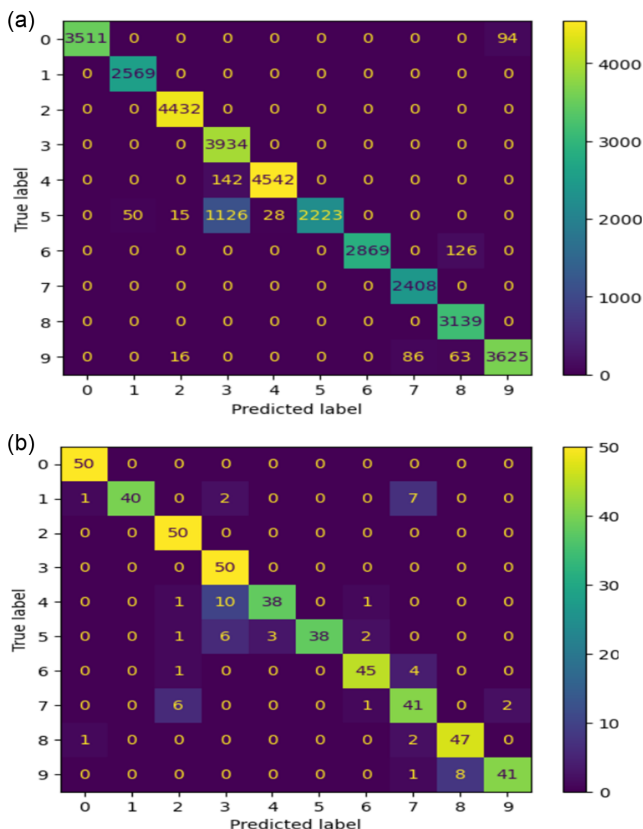 (a)
True label
0 3511 0 0 0 0 0 0 0 0 94
1 0 2569 0 0 0 0 0 0 0 0
2 0 0 4432 0 0 0 0 0 0 0
3 0 0 0 3934 0 0 0 0 0 0
4 0 0 0 142 4542 0 0 0 0 0
5 0 50 15 1126 28 2223 0 0 0 0
6 0 0 0 0 0 0 2869 0 126 0
7 0 0 0 0 0 0 0 2408 0 0
8 0 0 0 0 0 0 0 0 3139 0
9 0 0 16 0 0 0 0 86 63 3625
0 1 2 3 4 5 6 7 8 9
Predicted label
4000
3000
2000
1000
0
(b)
True label
0 50 0 0 0 0 0 0 0 0 0
1 1 40 0 2 0 0 0 7 0 0
2 0 0 50 0 0 0 0 0 0 0
3 0 0 0 50 0 0 0 0 0 0
4 0 0 1 10 38 0 1 0 0 0
5 0 0 1 6 3 38 2 0 0 0
6 0 0 1 0 0 0 45 4 0 0
7 0 0 6 0 0 0 1 41 0 2
8 1 0 0 0 0 0 0 2 47 0
9 0 0 0 0 0 0 0 1 8 41
0 1 2 3 4 5 6 7 8 9
Predicted label
50
40
30
20
10
0